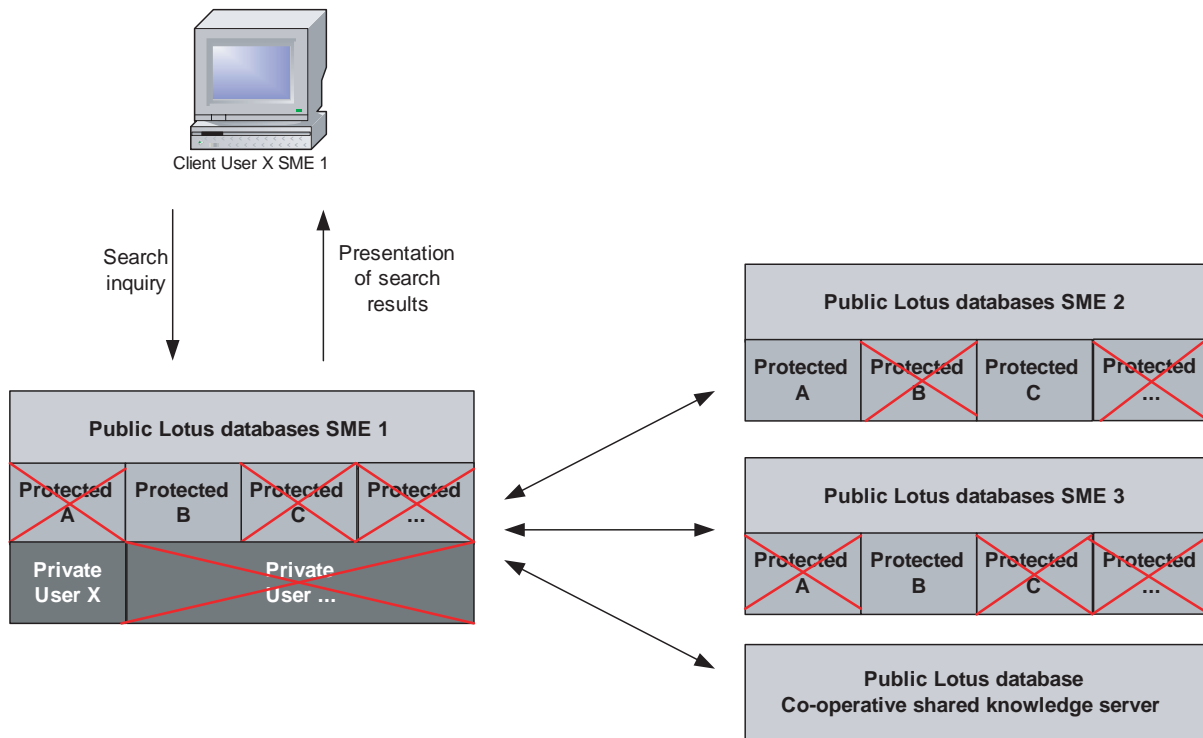 Client User X SME 1
Search
inquiry
Presentation
of search
results
Public Lotus databases SME 1
Protected
A
Protected
B
Protected
C
Protected
...
Private
User X
Private
User ...
Public Lotus databases SME 2
Protected
A
Protected
B
Protected
C
Protected
...
Public Lotus databases SME 3
Protected
A
Protected
B
Protected
C
Protected
...
Public Lotus database
Co-operative shared knowledge server